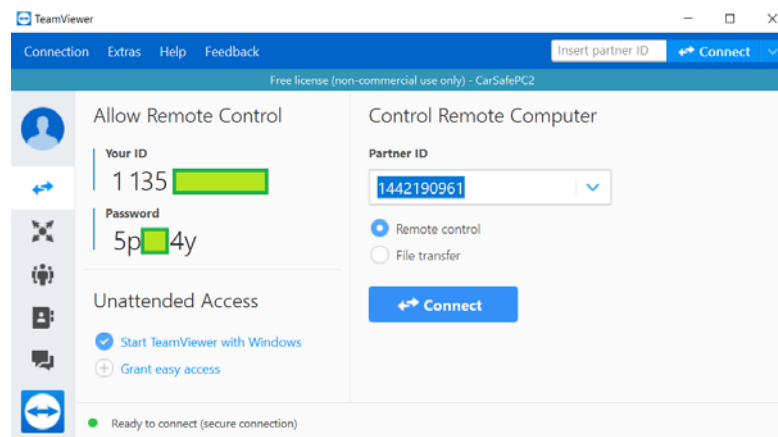 TeamViewer
Connection Extras Help Feedback Insert partner ID Connect
Free license (non-commercial use only) - CarSafePC2
Allow Remote Control
Your ID
1 135
Password
5p 4y
Unattended Access
Start TeamViewer with Windows
Grant easy access
Control Remote Computer
Partner ID
1442190961
Remote control
File transfer
Connect
Ready to connect (secure connection)